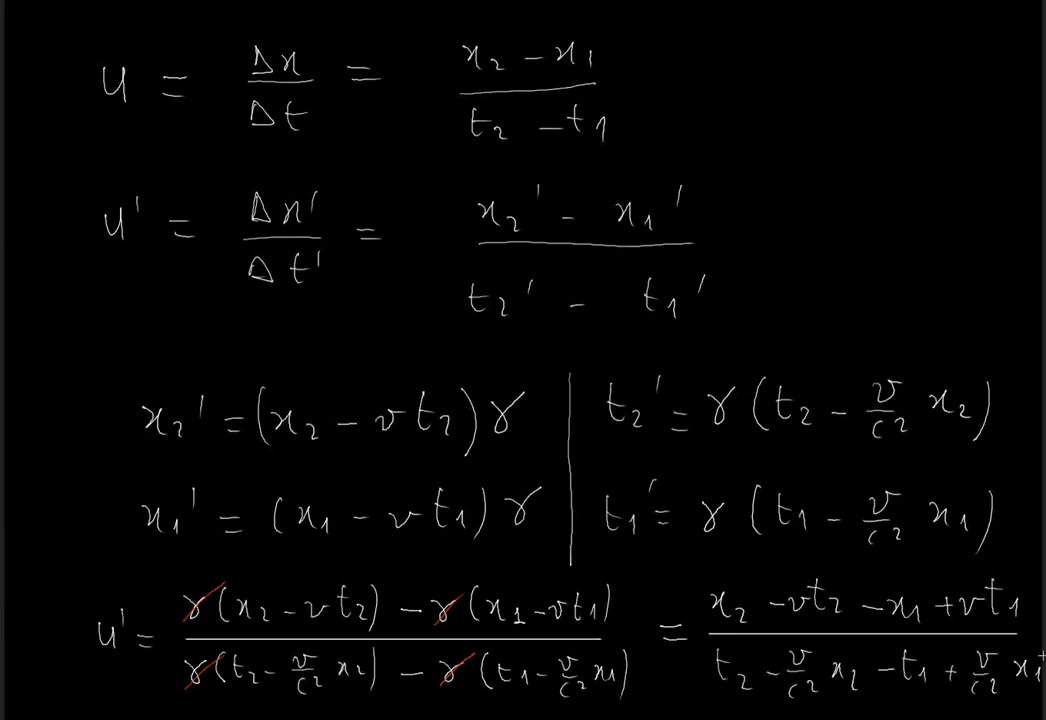 u = Δx/Δt = (x₂ - x₁)/(t₂ - t₁)
u' = Δx'/Δt' = (x₂' - x₁')/(t₂' - t₁')
x₂' = (x₂ - vt₂)γ | t₂' = γ(t₂ - v/c² x₂)
x₁' = (x₁ - vt₁)γ | t₁' = γ(t₁ - v/c² x₁)
u' = (γ(x₂ - vt₂) - γ(x₁ - vt₁))/(γ(t₂ - v/c² x₂) - γ(t₁ - v/c² x₁)) = (x₂ - vt₂ - x₁ + vt₁)/(t₂ - v/c² x₂ - t₁ + v/c² x₁)